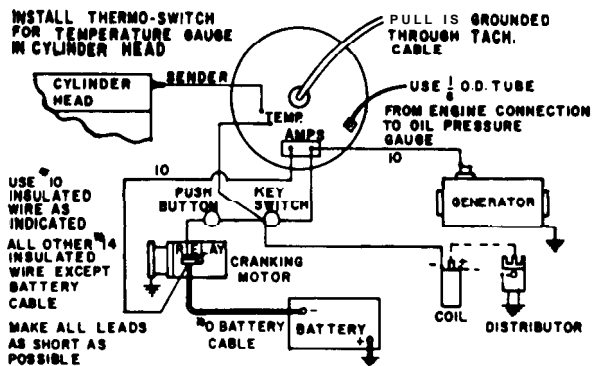 INSTALL THERMO-SWITCH
FOR TEMPERATURE GAUGE
IN CYLINDER HEAD
PULL IS GROUNDED
THROUGH TACH.
CABLE
CYLINDER
HEAD
SENDER
USE 1/8 O.D. TUBE
FROM ENGINE CONNECTION
TO OIL PRESSURE
GAUGE
TEMP.
AMPS
10
10
USE #10
INSULATED
WIRE AS
INDICATED
PUSH
BUTTON
KEY
SWITCH
GENERATOR
ALL OTHER #14
INSULATED
WIRE EXCEPT
BATTERY
CABLE
RELAY
CRANKING
MOTOR
- +
COIL
DISTRIBUTOR
MAKE ALL LEADS
AS SHORT AS
POSSIBLE
#0 BATTERY
CABLE
-
BATTERY
+